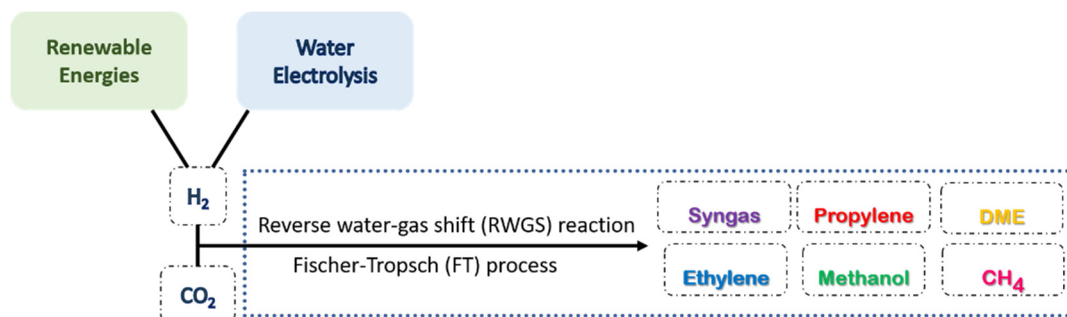 Renewable
Energies
Water
Electrolysis
H₂
Reverse water-gas shift (RWGS) reaction
Fischer-Tropsch (FT) process
CO₂
Syngas
Propylene
DME
Ethylene
Methanol
CH₄